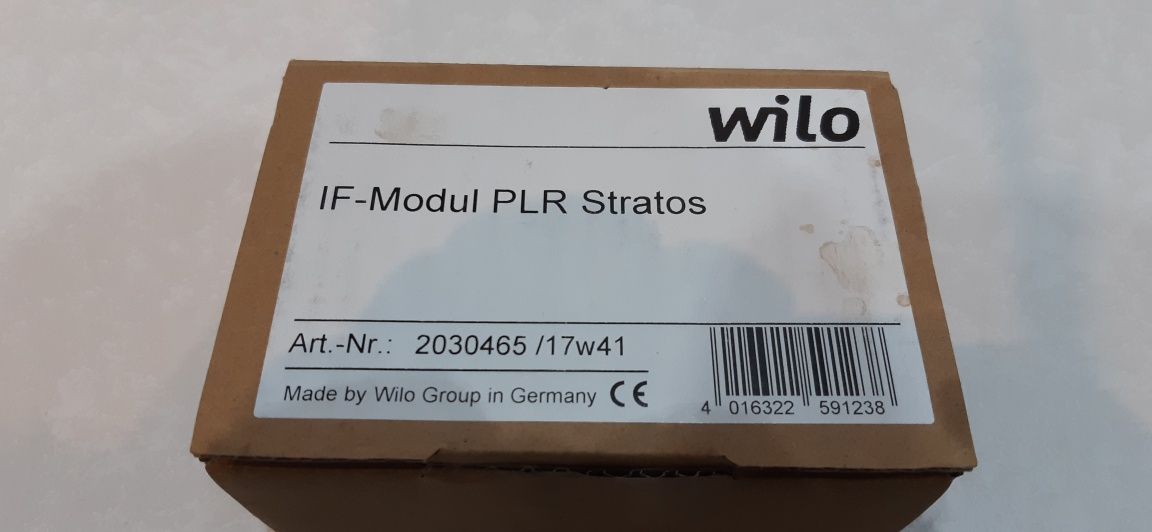 wilo
IF-Modul PLR Stratos
Art.-Nr.: 2030465 /17w41
Made by Wilo Group in Germany CE
4 016322 591238